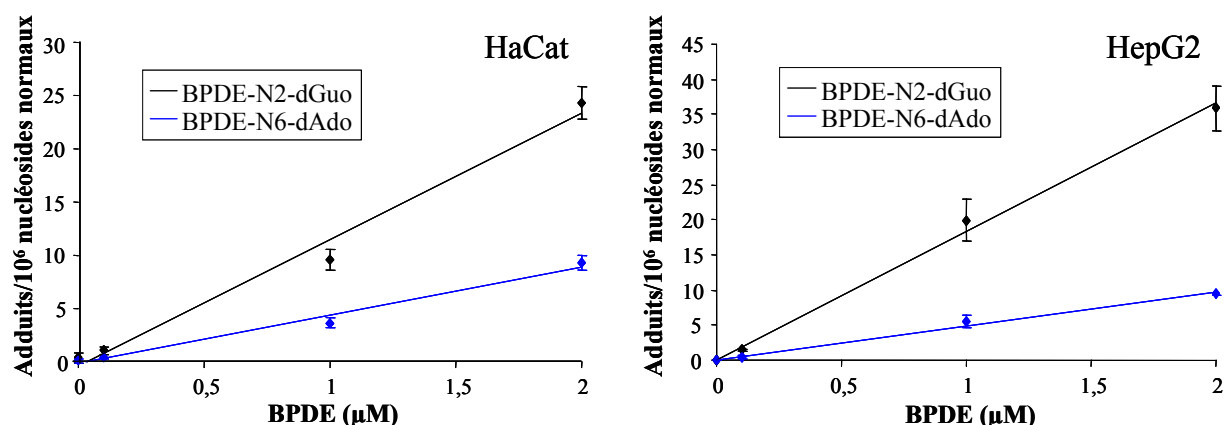 HaCat
Adduits/10⁶ nucléosides normaux
30
25
20
15
10
5
0
BPDE-N2-dGuo
BPDE-N6-dAdo
0
0,5
1
1,5
2
BPDE (µM)
HepG2
Adduits/10⁶ nucléosides normaux
45
40
35
30
25
20
15
10
5
0
BPDE-N2-dGuo
BPDE-N6-dAdo
0
0,5
1
1,5
2
BPDE (µM)